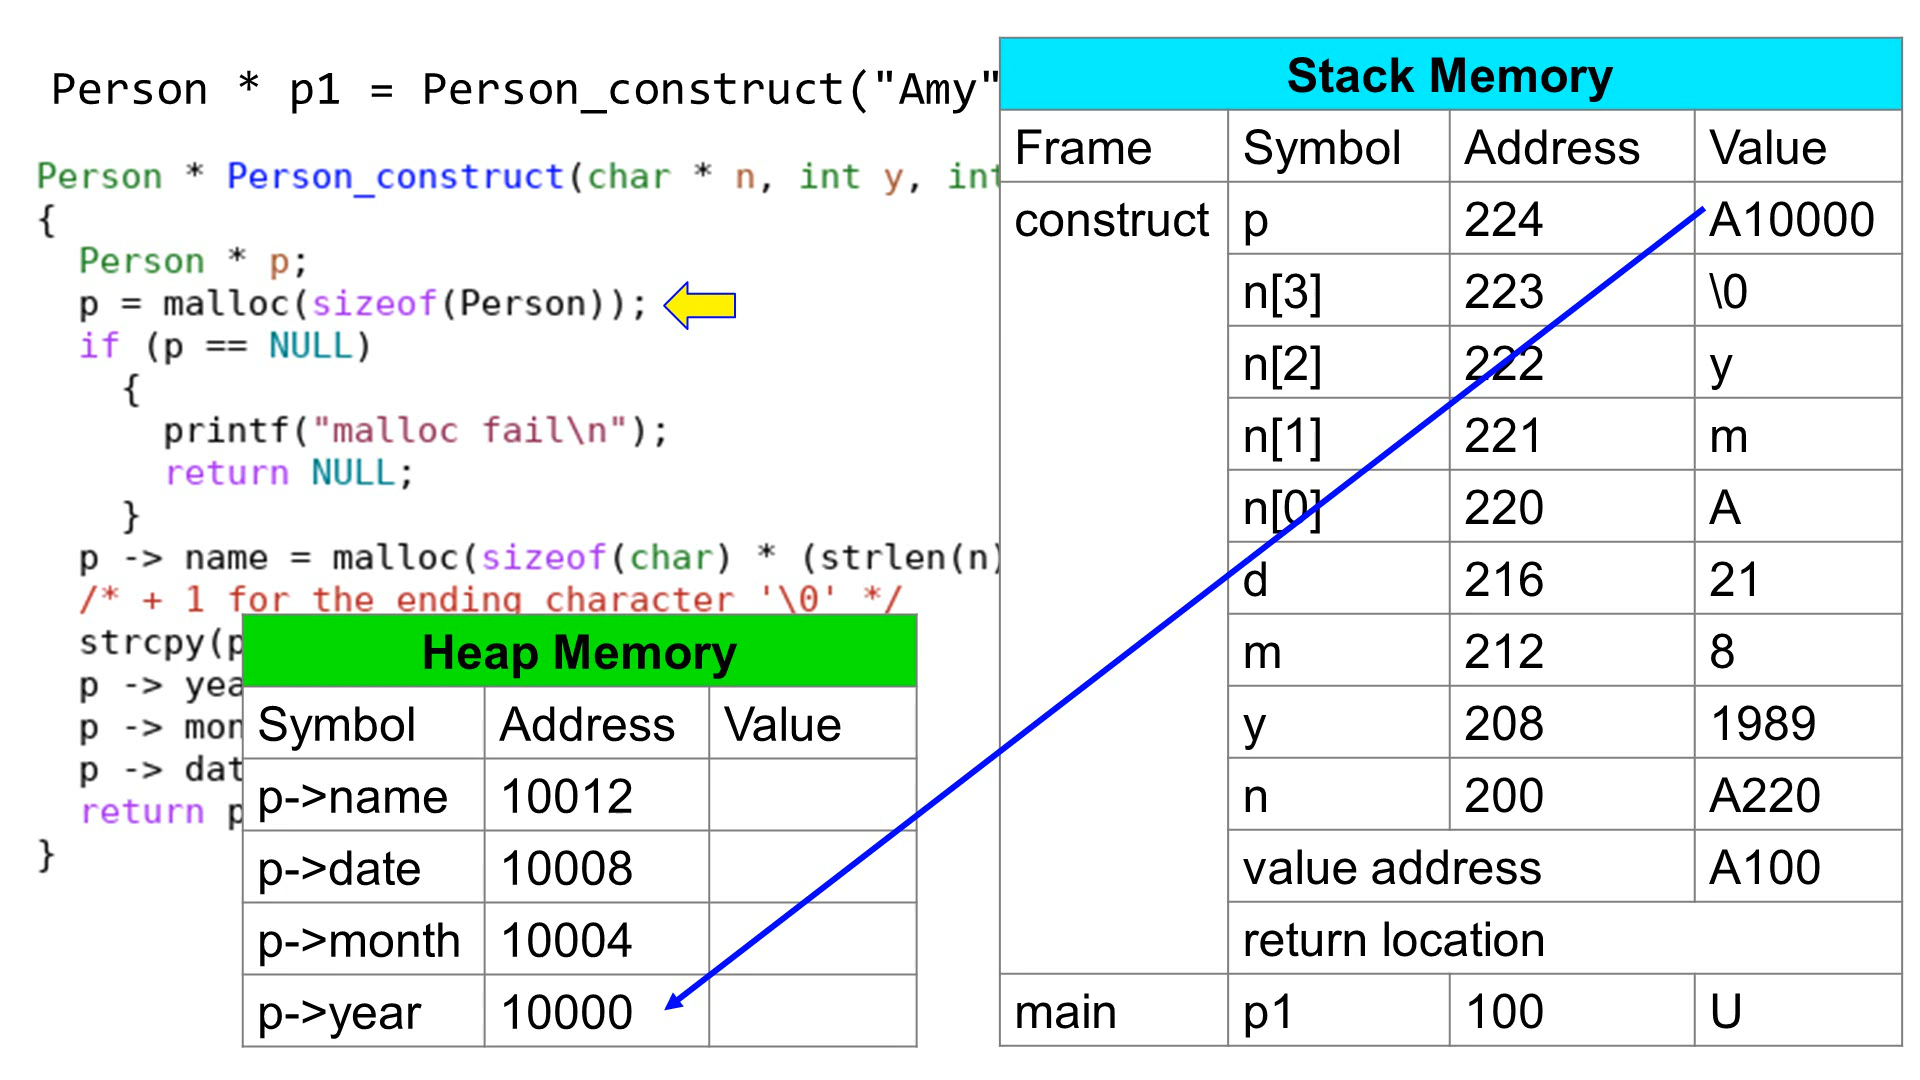 Person * p1 = Person_construct("Amy"
Person * Person_construct(char * n, int y, int
{
Person * p;
p = malloc(sizeof(Person));
if (p == NULL)
{
printf("malloc fail\n");
return NULL;
}
p -> name = malloc(sizeof(char) * (strlen(n)
/* + 1 for the ending character '\0' */
strcpy(p
p -> yea
p -> mon
p -> dat
return p
}
Heap Memory
Symbol Address Value
p->name 10012
p->date 10008
p->month 10004
p->year 10000
Stack Memory
Frame Symbol Address Value
construct p 224 A10000
n[3] 223 \0
n[2] 222 y
n[1] 221 m
n[0] 220 A
d 216 21
m 212 8
y 208 1989
n 200 A220
value address A100
return location
main p1 100 U